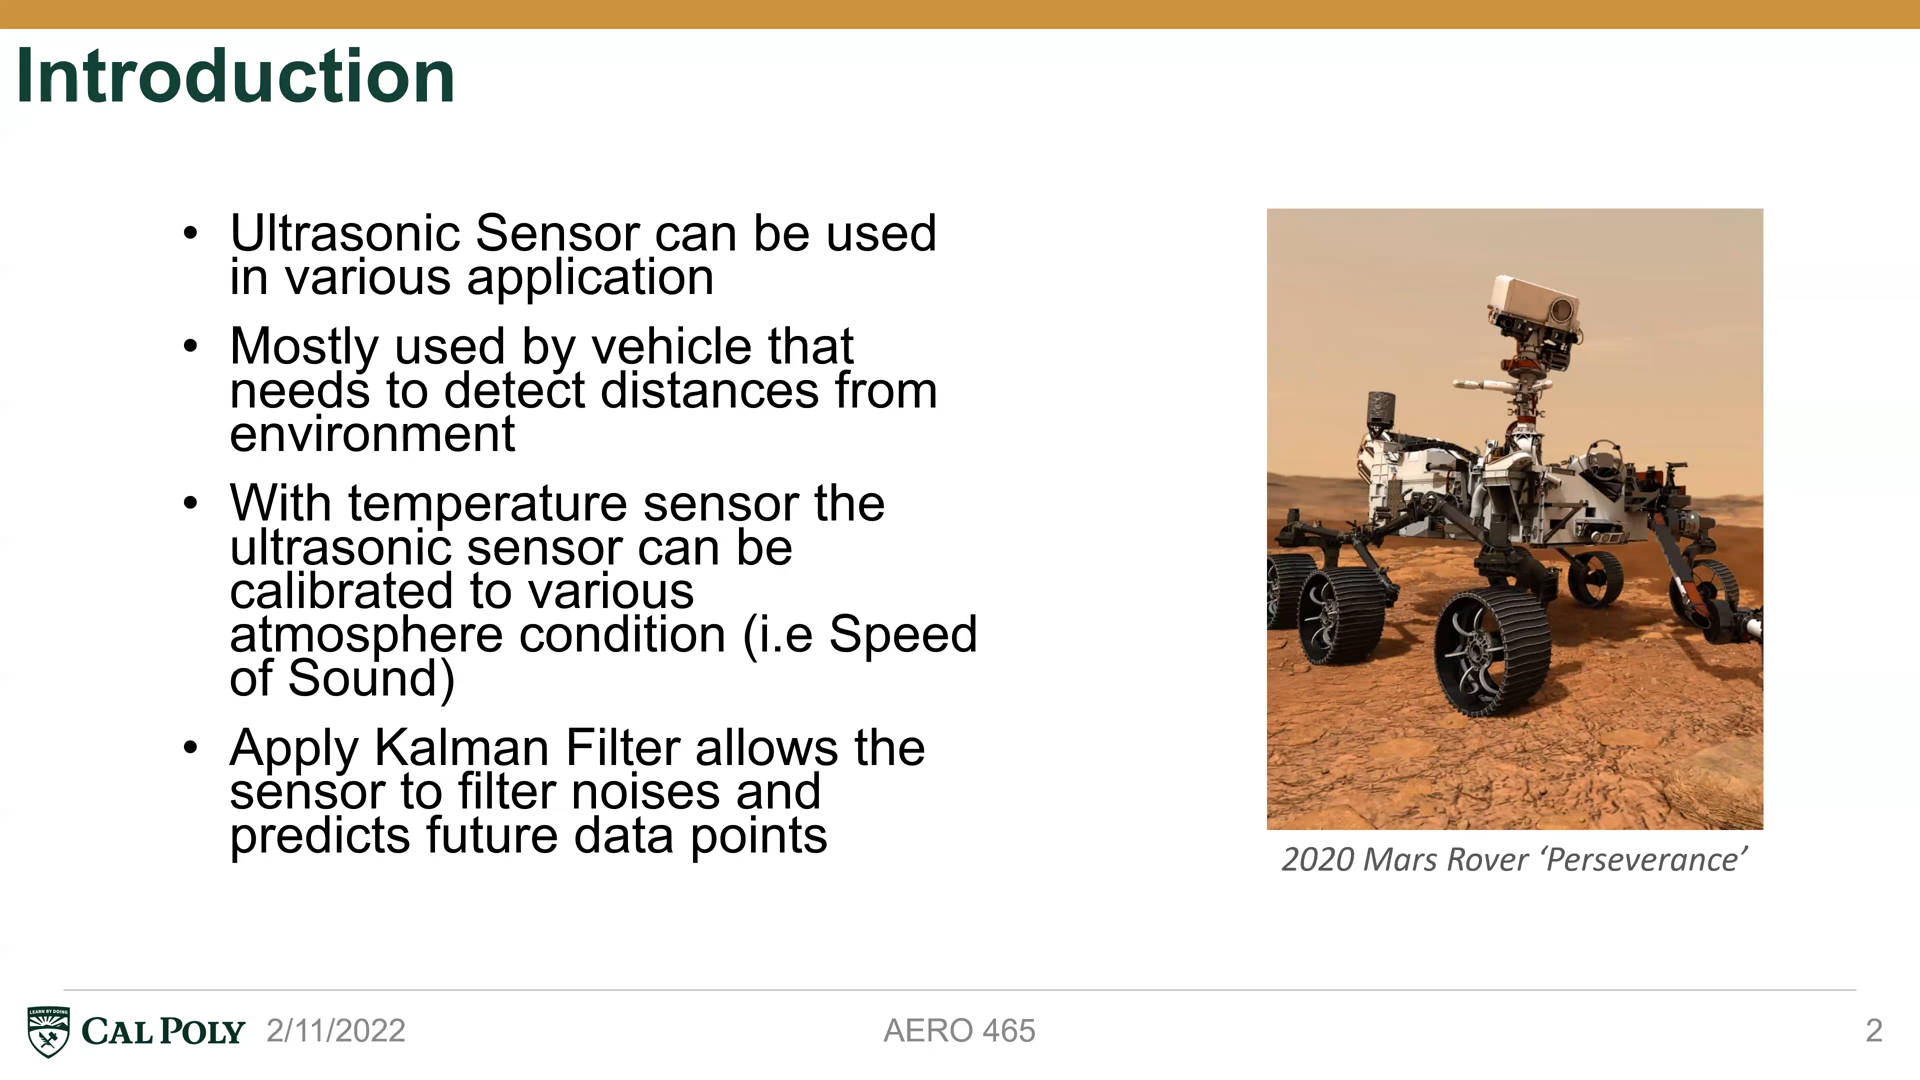 Introduction
• Ultrasonic Sensor can be used
in various application
• Mostly used by vehicle that
needs to detect distances from
environment
• With temperature sensor the
ultrasonic sensor can be
calibrated to various
atmosphere condition (i.e Speed
of Sound)
• Apply Kalman Filter allows the
sensor to filter noises and
predicts future data points
2020 Mars Rover ‘Perseverance’
LEARN BY DOING
CAL POLY
2/11/2022
AERO 465
2